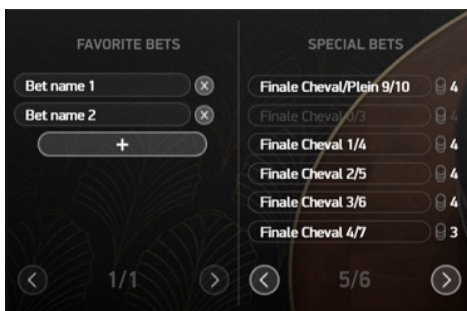 FAVORITE BETS
Bet name 1
Bet name 2
+
1/1
SPECIAL BETS
Finale Cheval/Plein 9/10 4
Finale Cheval 0/3 4
Finale Cheval 1/4 4
Finale Cheval 2/5 4
Finale Cheval 3/6 4
Finale Cheval 4/7 3
5/6